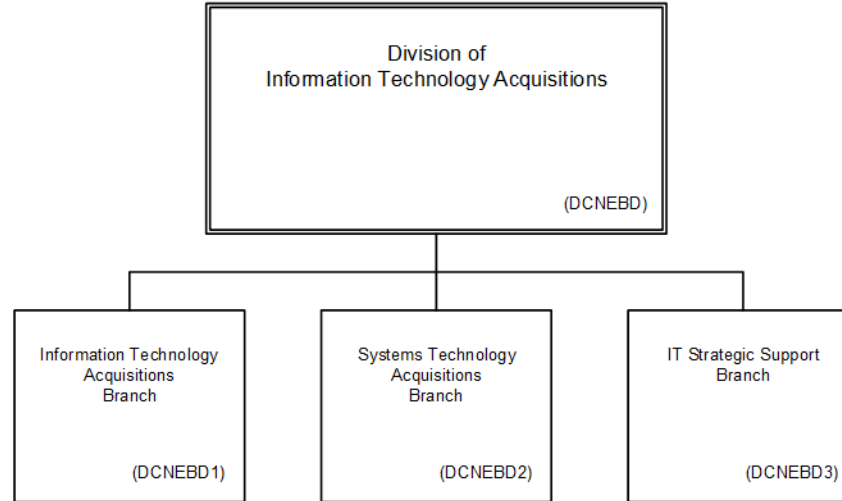 Division of
Information Technology Acquisitions
(DCNEBD)
Information Technology
Acquisitions
Branch
(DCNEBD1)
Systems Technology
Acquisitions
Branch
(DCNEBD2)
IT Strategic Support
Branch
(DCNEBD3)